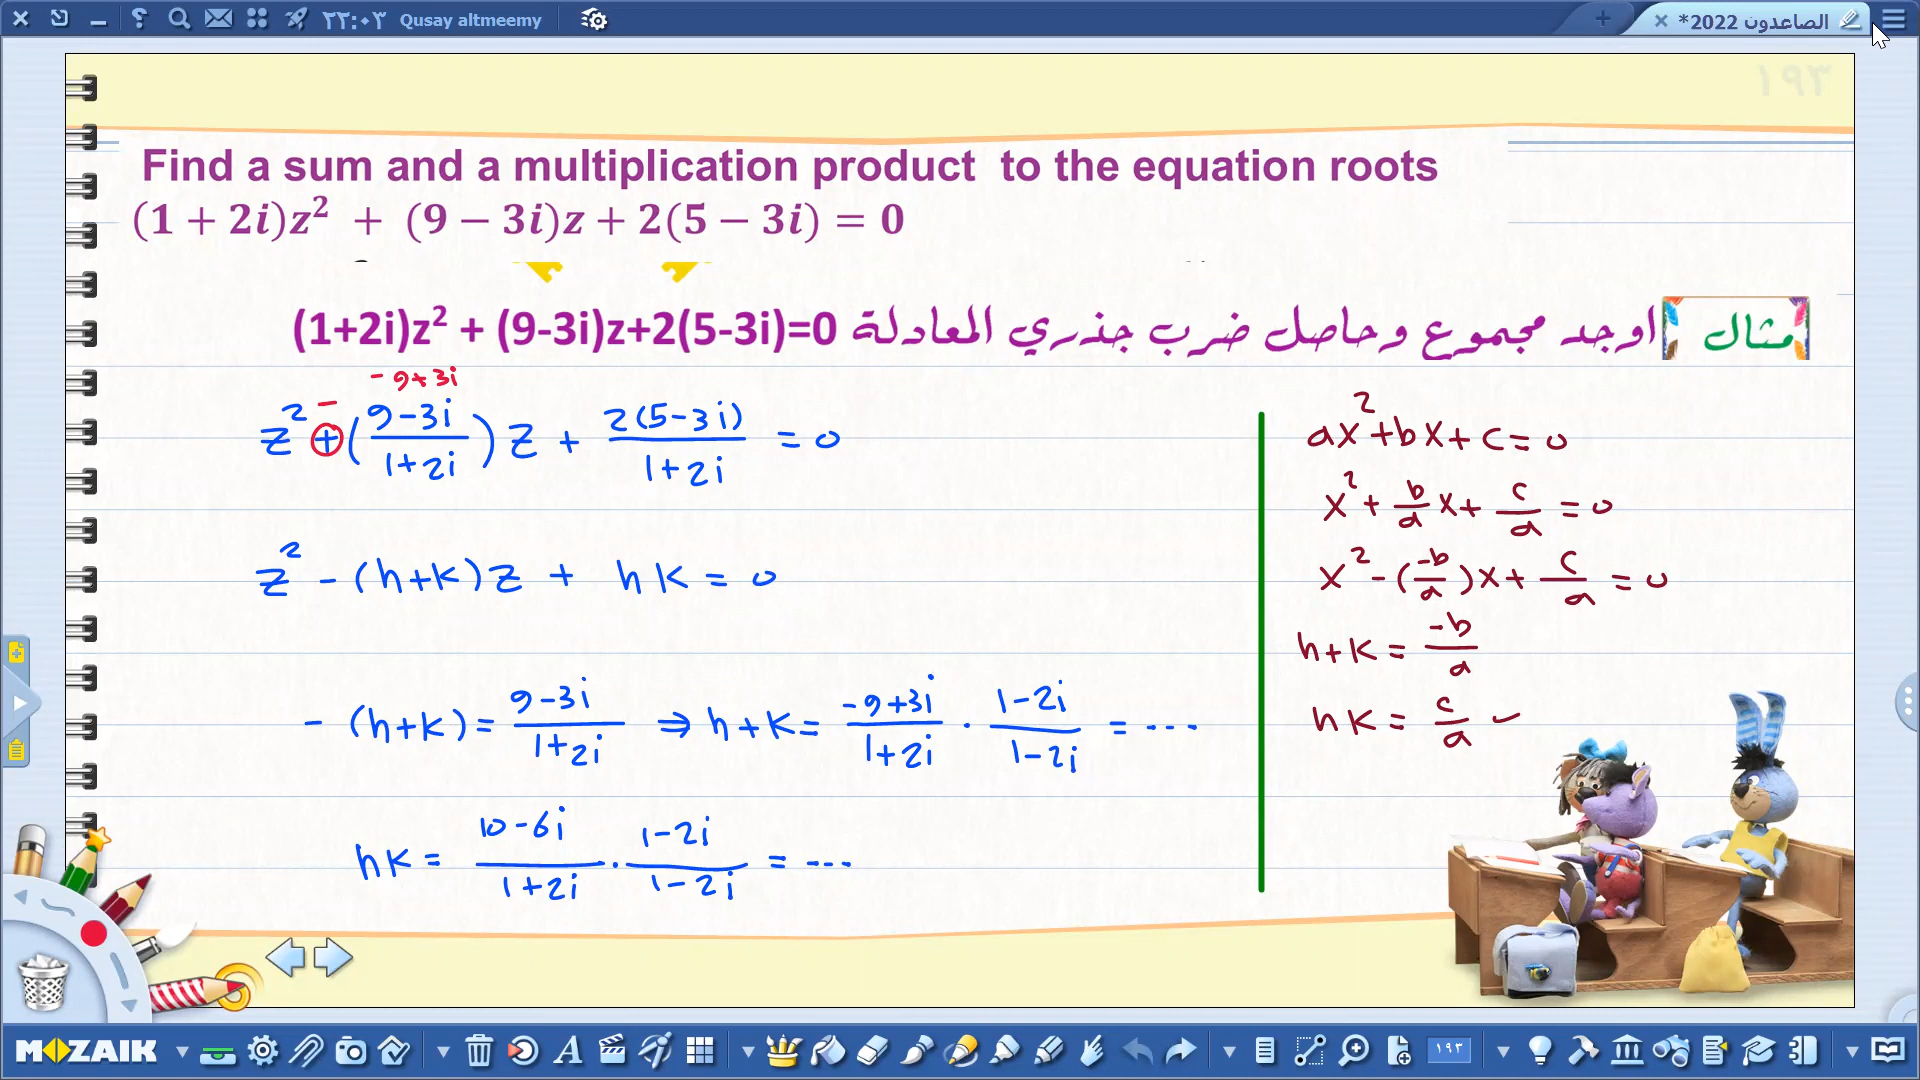 ٢٢:٠٣ Qusay altmeemy
الصاعدون 2022*
١٩٣
Find a sum and a multiplication product to the equation roots
(1 + 2i)z² + (9 − 3i)z + 2(5 − 3i) = 0
مثال اوجد مجموع وحاصل ضرب جذري المعادلة (1+2i)z² + (9-3i)z+2(5-3i)=0
- 9+3i
−
z² + ( (9-3i)/(1+2i) ) z + 2(5-3i)/(1+2i) = 0
z² - (h+k) z + hk = 0
- (h+k) = (9-3i)/(1+2i) ⇒ h+k = (-9+3i)/(1+2i) . (1-2i)/(1-2i) = ---
hk = (10-6i)/(1+2i) . (1-2i)/(1-2i) = ---
ax²+bx+c=0
x² + b/a x + c/a = 0
x² - (-b/a)x + c/a = 0
h+k = -b/a
hk = c/a
MOZAIK
١٩٣